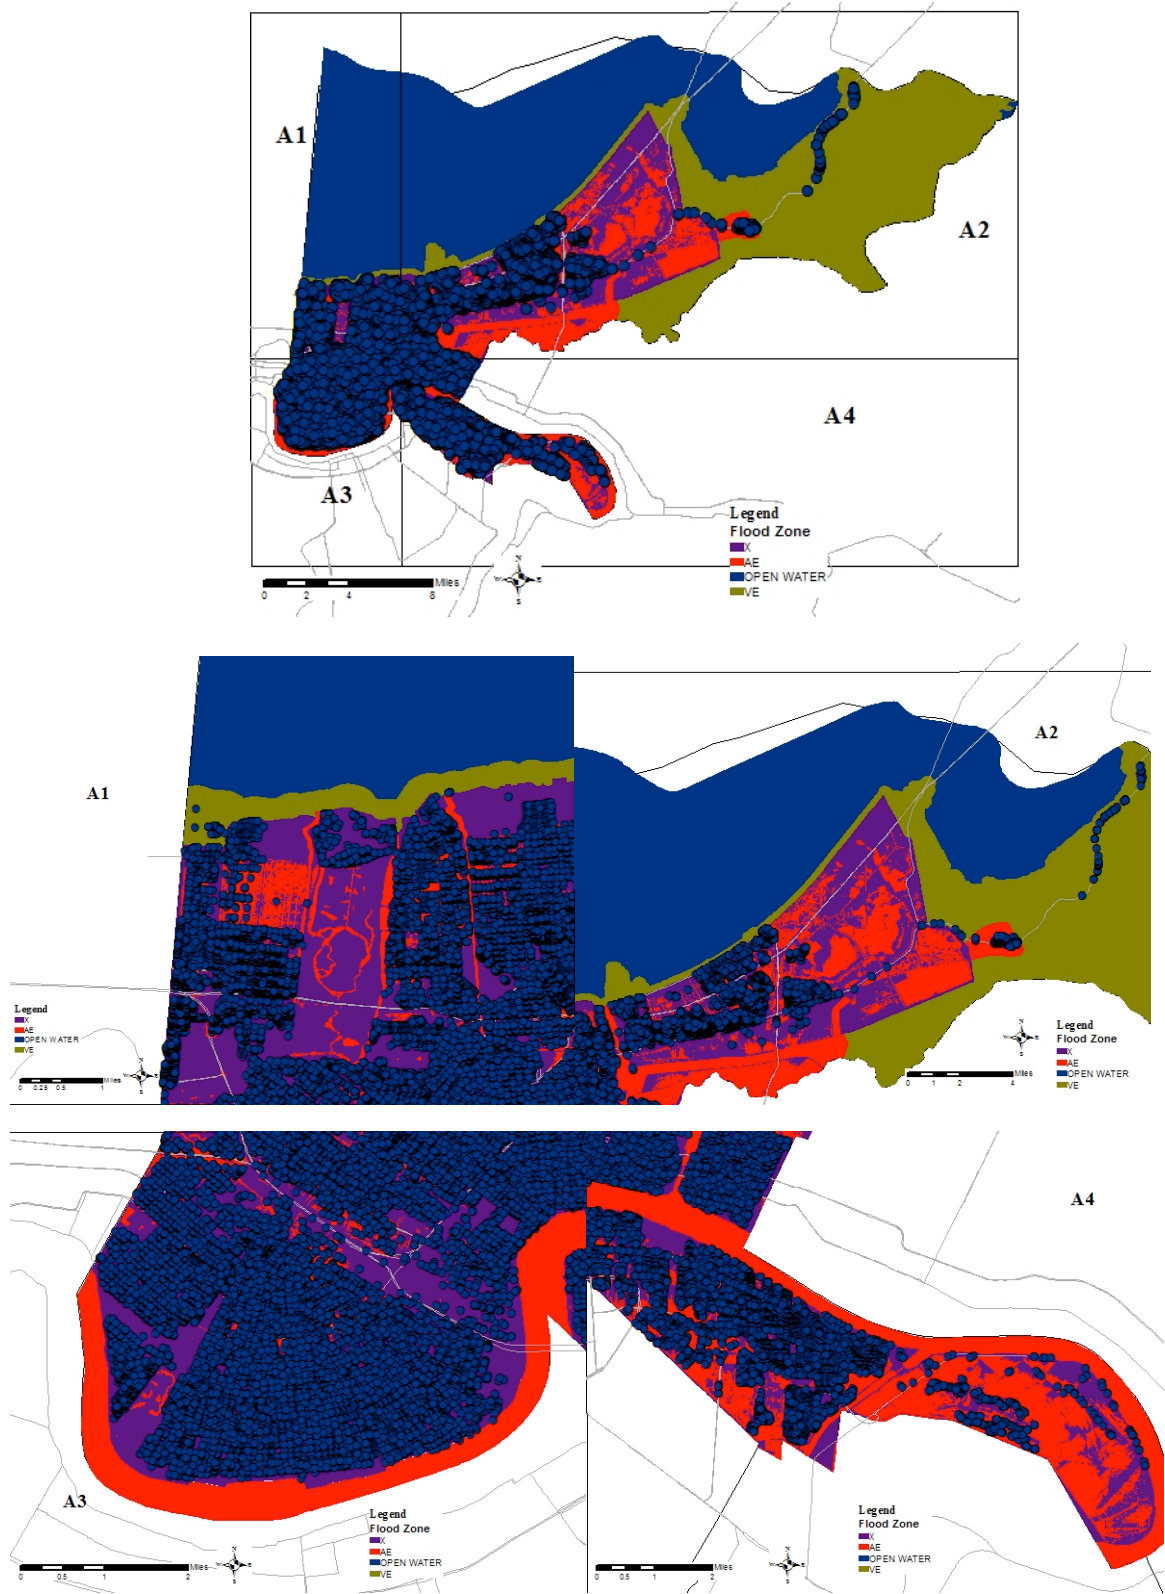 A1
A2
A4
A3
Legend
Flood Zone
X
AE
OPEN WATER
VE
Miles
0 2 4 8
N
W E
S
A1
A2
Legend
X
AE
OPEN WATER
VE
Miles
0 0.25 0.5 1
N
S
Legend
Flood Zone
X
AE
OPEN WATER
VE
0 1 2 4
Miles
N
S
A4
A3
Legend
Flood Zone
X
AE
OPEN WATER
VE
Miles
0 0.5 1 2
N
S
Legend
Flood Zone
X
AE
OPEN WATER
VE
Miles
0 0.5 1 2
N
S